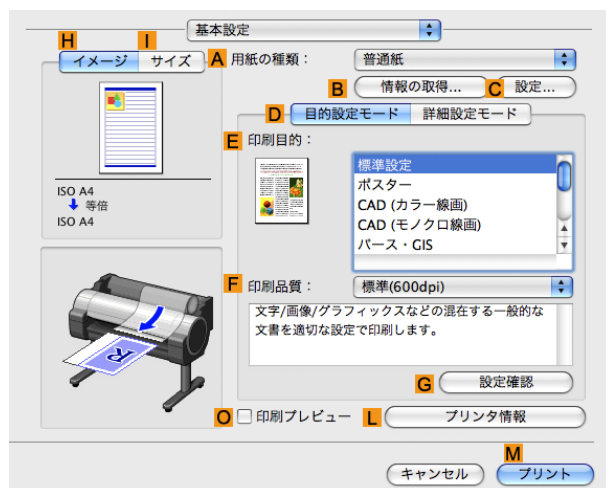 基本設定
H
I
イメージ サイズ
A 用紙の種類： 普通紙
B 情報の取得... C 設定...
D 目的設定モード 詳細設定モード
E 印刷目的：
標準設定
ポスター
CAD (カラー線画)
CAD (モノクロ線画)
パース・GIS
ISO A4
等倍
ISO A4
F 印刷品質： 標準(600dpi)
文字/画像/グラフィックスなどの混在する一般的な
文書を適切な設定で印刷します。
R
G 設定確認
O 印刷プレビュー L プリンタ情報
M
キャンセル プリント